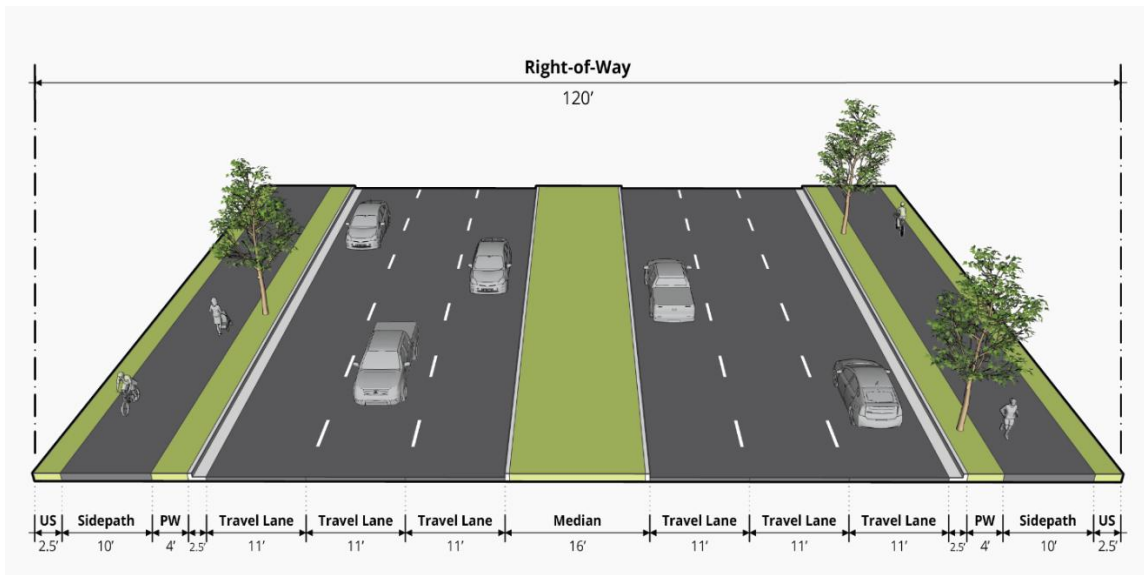 Right-of-Way
120’
US Sidepath PW Travel Lane Travel Lane Travel Lane Median Travel Lane Travel Lane Travel Lane PW Sidepath US
2.5’ 10’ 4’ 2.5’ 11’ 11’ 11’ 16’ 11’ 11’ 11’ 2.5’ 4’ 10’ 2.5’